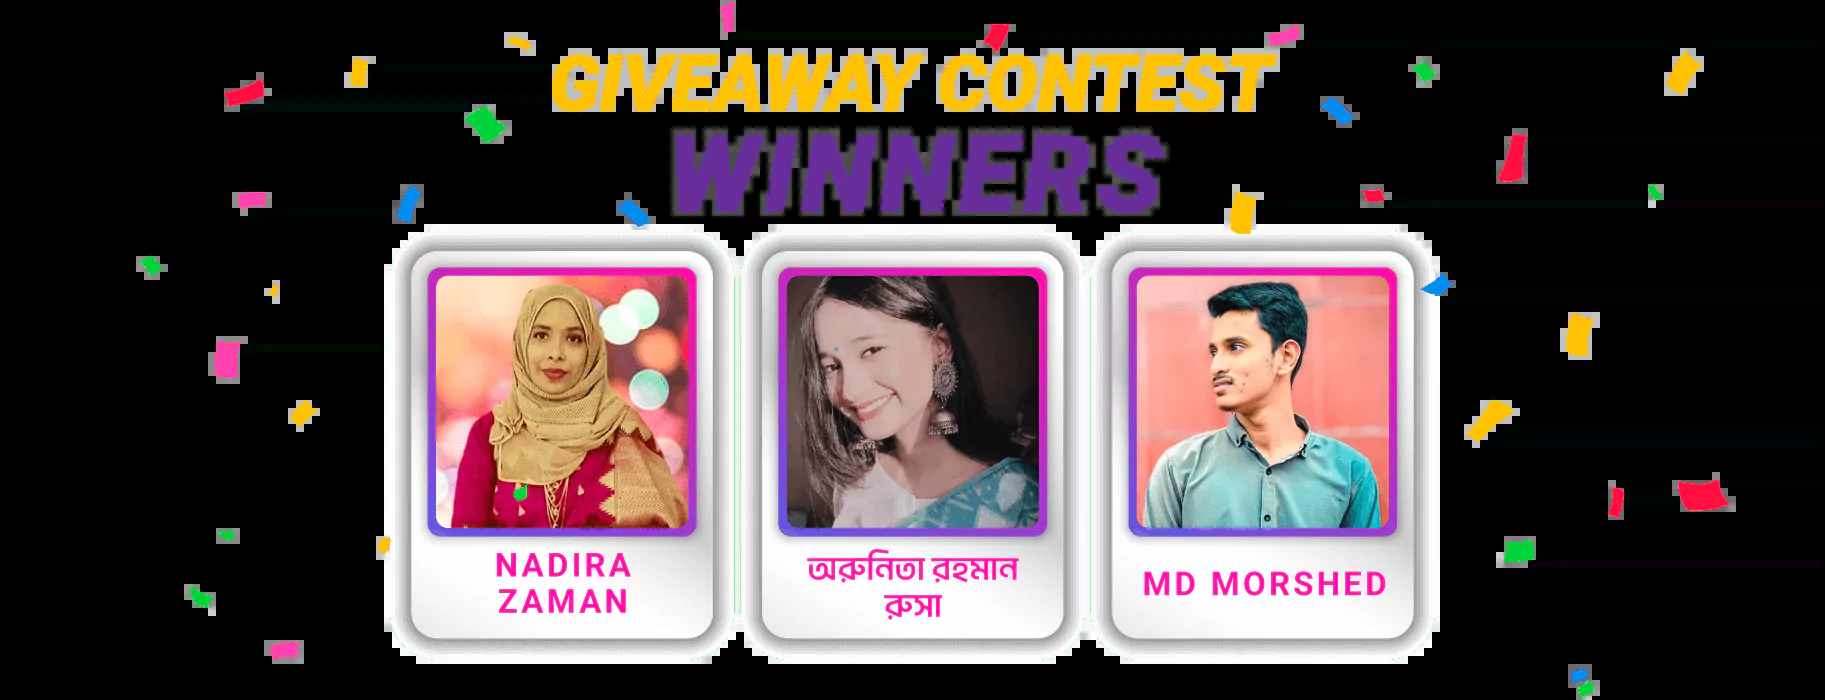 GIVEAWAY CONTEST
WINNERS
NADIRA
ZAMAN
অরুনিতা রহমান
রুসা
MD MORSHED